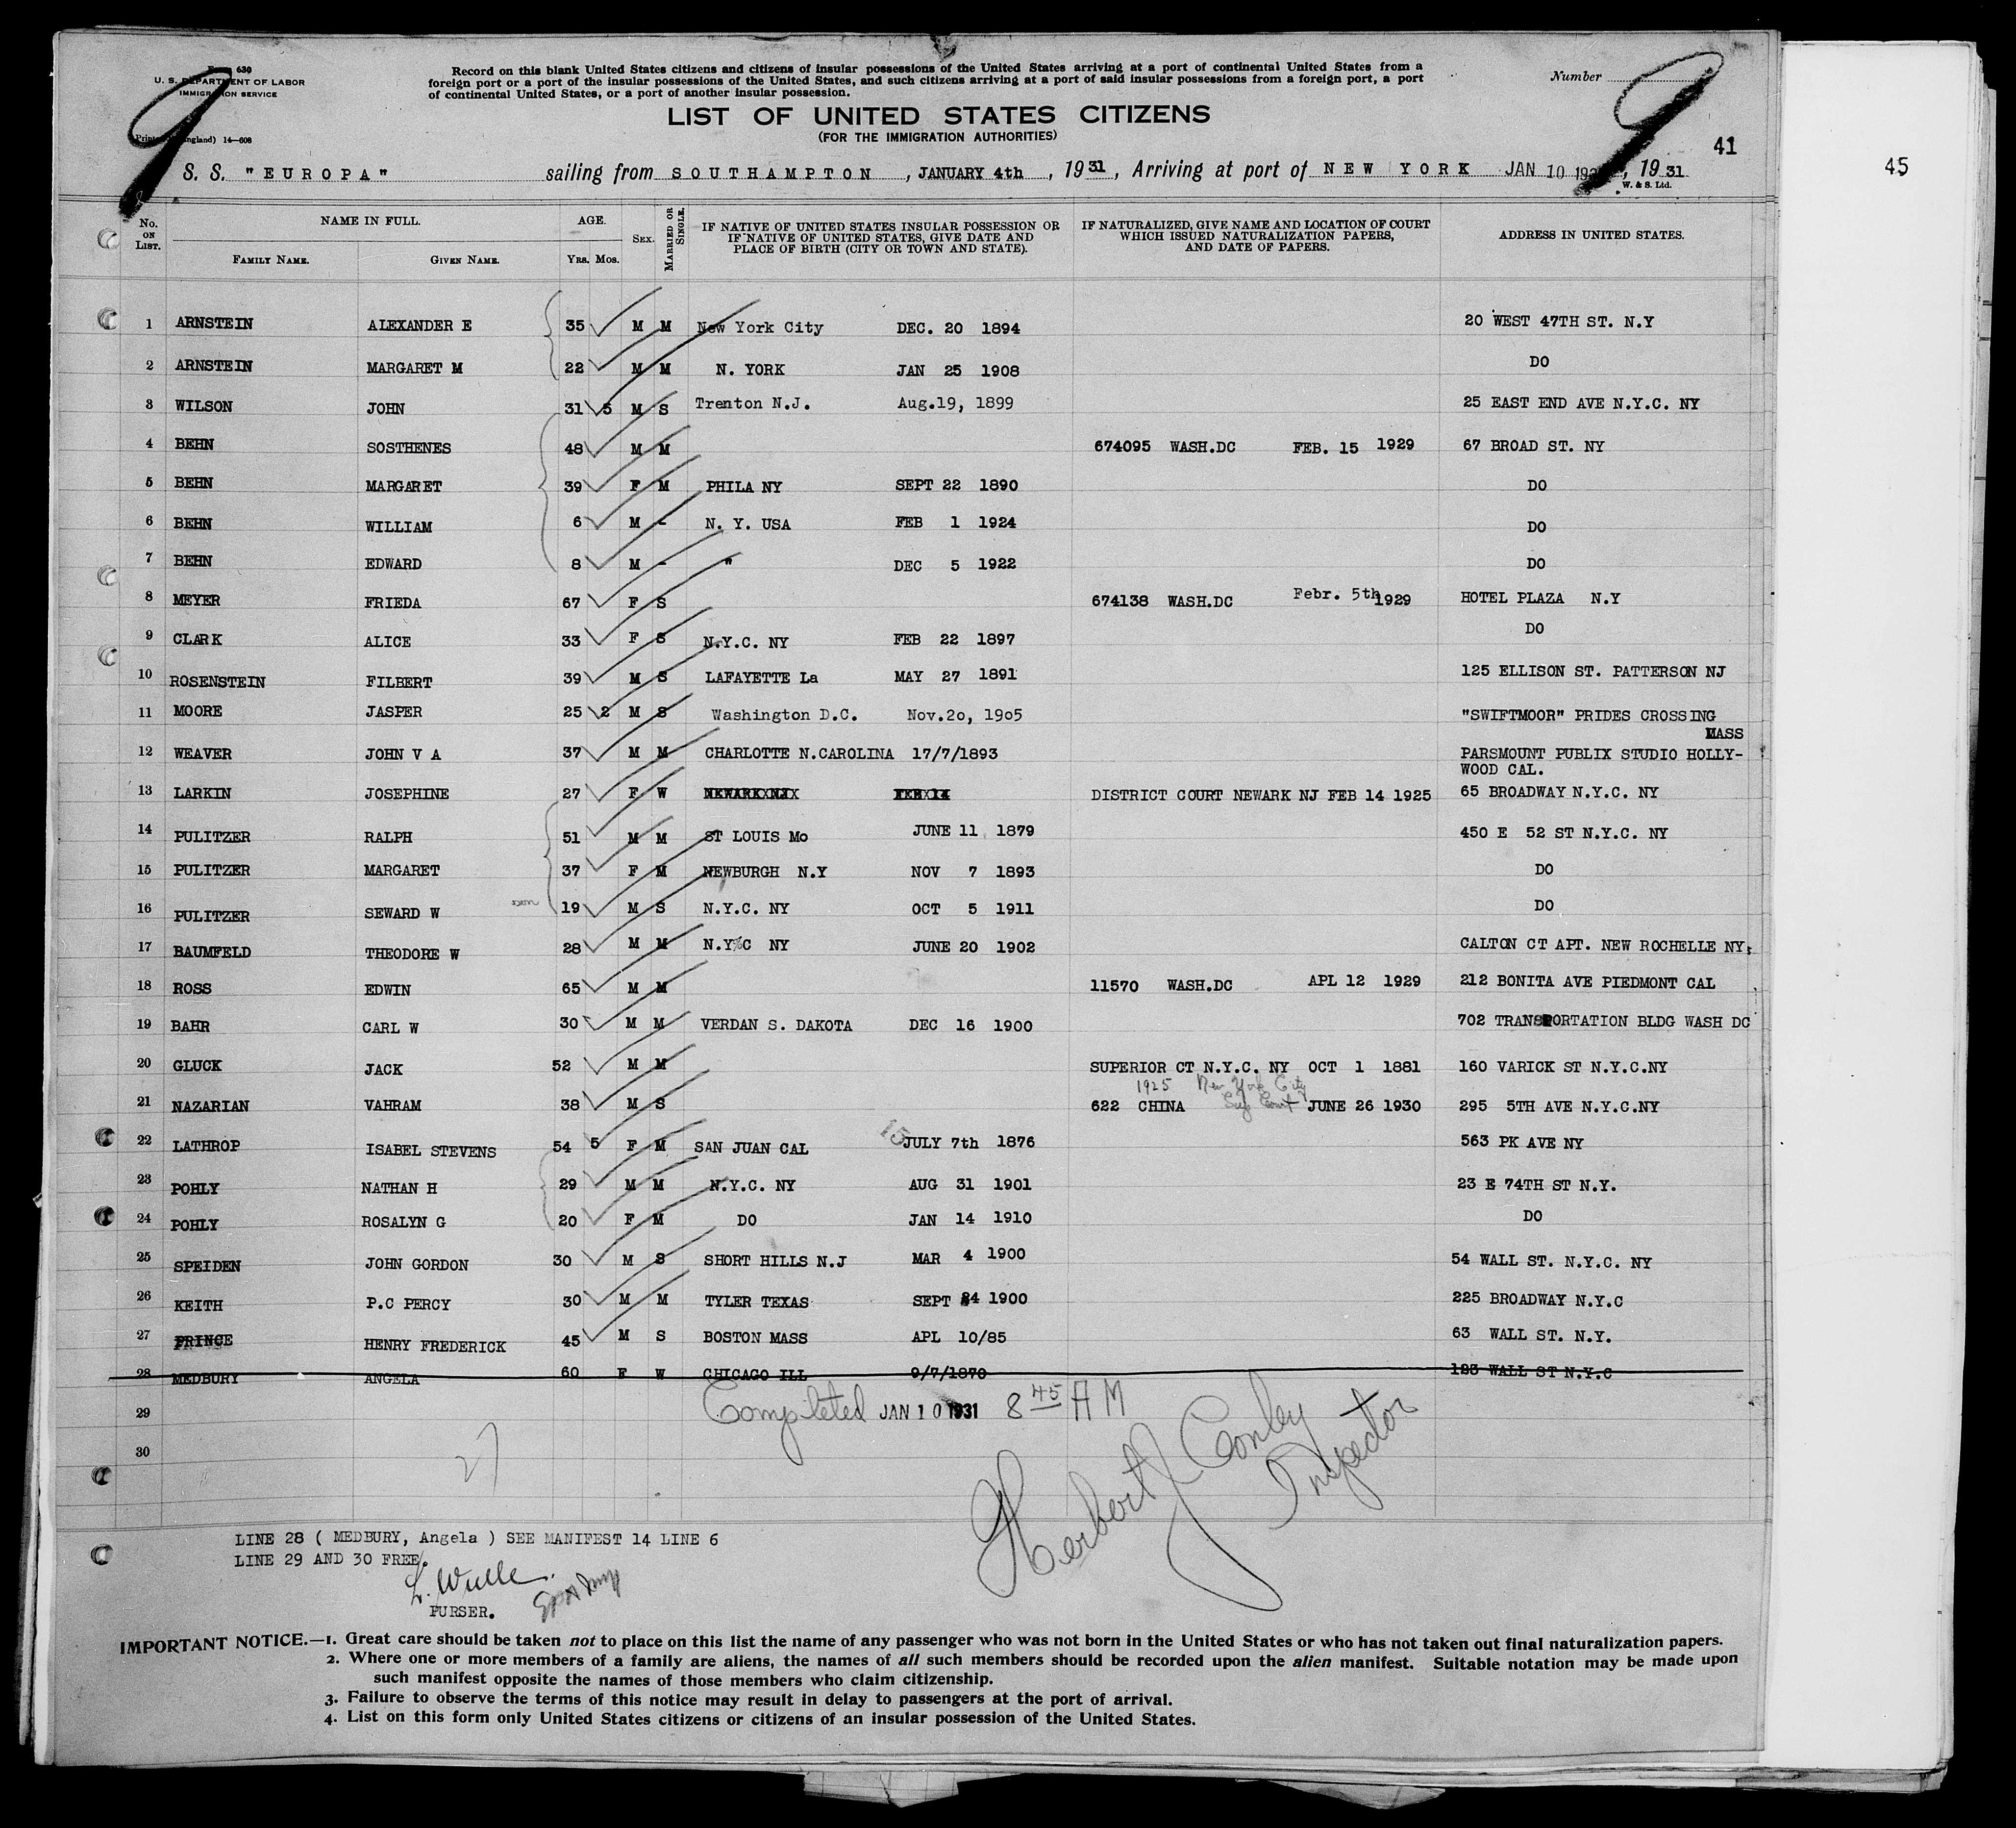 630
U. S. DEPARTMENT OF LABOR
IMMIGRATION SERVICE
14—608
Record on this blank United States citizens and citizens of insular possessions of the United States arriving at a port of continental United States from a
foreign port or a port of the insular possessions of the United States, and such citizens arriving at a port of said insular possessions from a foreign port, a port
of continental United States, or a port of another insular possession.
Number
9 9
LIST OF UNITED STATES CITIZENS
(FOR THE IMMIGRATION AUTHORITIES)
41
45
S. S. "EUROPA" sailing from SOUTHAMPTON, JANUARY 4th, 1931, Arriving at port of NEW YORK JAN 10 193 , 1931
W. & S. Ltd.
No. ON LIST. NAME IN FULL. FAMILY NAME. GIVEN NAME. AGE. YRS. MOS. SEX. MARRIED OR SINGLE. IF NATIVE OF UNITED STATES INSULAR POSSESSION OR IF NATIVE OF UNITED STATES, GIVE DATE AND PLACE OF BIRTH (CITY OR TOWN AND STATE). IF NATURALIZED, GIVE NAME AND LOCATION OF COURT WHICH ISSUED NATURALIZATION PAPERS, AND DATE OF PAPERS. ADDRESS IN UNITED STATES.
1 ARNSTEIN ALEXANDER E 35 M M New York City DEC. 20 1894 20 WEST 47TH ST. N.Y
2 ARNSTEIN MARGARET M 22 M M N. YORK JAN 25 1908 DO
3 WILSON JOHN 31 5 M S Trenton N.J. Aug.19, 1899 25 EAST END AVE N.Y.C. NY
4 BEHN SOSTHENES 48 M M 674095 WASH.DC FEB. 15 1929 67 BROAD ST. NY
5 BEHN MARGARET 39 F M PHILA NY SEPT 22 1890 DO
6 BEHN WILLIAM 6 M - N. Y. USA FEB 1 1924 DO
7 BEHN EDWARD 8 M - " DEC 5 1922 DO
8 MEYER FRIEDA 67 F S 674138 WASH.DC Febr. 5th 1929 HOTEL PLAZA N.Y
9 CLARK ALICE 33 F S N.Y.C. NY FEB 22 1897 DO
10 ROSENSTEIN FILBERT 39 M S LAFAYETTE La MAY 27 1891 125 ELLISON ST. PATTERSON NJ
11 MOORE JASPER 25 2 M S Washington D.C. Nov.20, 1905 "SWIFTMOOR" PRIDES CROSSING
MASS
12 WEAVER JOHN V A 37 M M CHARLOTTE N.CAROLINA 17/7/1893 PARSMOUNT PUBLIX STUDIO HOLLY-
WOOD CAL.
13 LARKIN JOSEPHINE 27 F W NEWARK NJ FEB 14 DISTRICT COURT NEWARK NJ FEB 14 1925 65 BROADWAY N.Y.C. NY
14 PULITZER RALPH 51 M M ST LOUIS Mo JUNE 11 1879 450 E 52 ST N.Y.C. NY
15 PULITZER MARGARET 37 F M NEWBURGH N.Y NOV 7 1893 DO
16 PULITZER SEWARD W son 19 M S N.Y.C. NY OCT 5 1911 DO
17 BAUMFELD THEODORE W 28 M M N.Y.C NY JUNE 20 1902 CALTON CT APT. NEW ROCHELLE NY.
18 ROSS EDWIN 65 M M 11570 WASH.DC APL 12 1929 212 BONITA AVE PIEDMONT CAL
19 BAHR CARL W 30 M M VERDAN S. DAKOTA DEC 16 1900 702 TRANSPORTATION BLDG WASH DC
20 GLUCK JACK 52 M M SUPERIOR CT N.Y.C. NY OCT 1 1881 160 VARICK ST N.Y.C.NY
1925 New York City
21 NAZARIAN VAHRAM 38 M S 622 CHINA Sup Court JUNE 26 1930 295 5TH AVE N.Y.C.NY
22 LATHROP ISABEL STEVENS 54 5 F M SAN JUAN CAL 15 JULY 7th 1876 563 PK AVE NY
23 POHLY NATHAN H 29 M M N.Y.C. NY AUG 31 1901 23 E 74TH ST N.Y.
24 POHLY ROSALYN G 20 F M DO JAN 14 1910 DO
25 SPEIDEN JOHN GORDON 30 M S SHORT HILLS N.J MAR 4 1900 54 WALL ST. N.Y.C. NY
26 KEITH P.C PERCY 30 M M TYLER TEXAS SEPT 24 1900 225 BROADWAY N.Y.C
27 PRINCE HENRY FREDERICK 45 M S BOSTON MASS APL 10/85 63 WALL ST. N.Y.
28 MEDBURY ANGELA 60 F W CHICAGO ILL 9/7/1870 123 WALL ST N.Y.C
29 Completed JAN 10 1931 8 45 AM
30
27
Herbert J Conley
Inspector
LINE 28 ( MEDBURY, Angela ) SEE MANIFEST 14 LINE 6
LINE 29 AND 30 FREE.
L. Wulle.
PURSER.
IMPORTANT NOTICE.—1. Great care should be taken not to place on this list the name of any passenger who was not born in the United States or who has not taken out final naturalization papers.
2. Where one or more members of a family are aliens, the names of all such members should be recorded upon the alien manifest. Suitable notation may be made upon
such manifest opposite the names of those members who claim citizenship.
3. Failure to observe the terms of this notice may result in delay to passengers at the port of arrival.
4. List on this form only United States citizens or citizens of an insular possession of the United States.